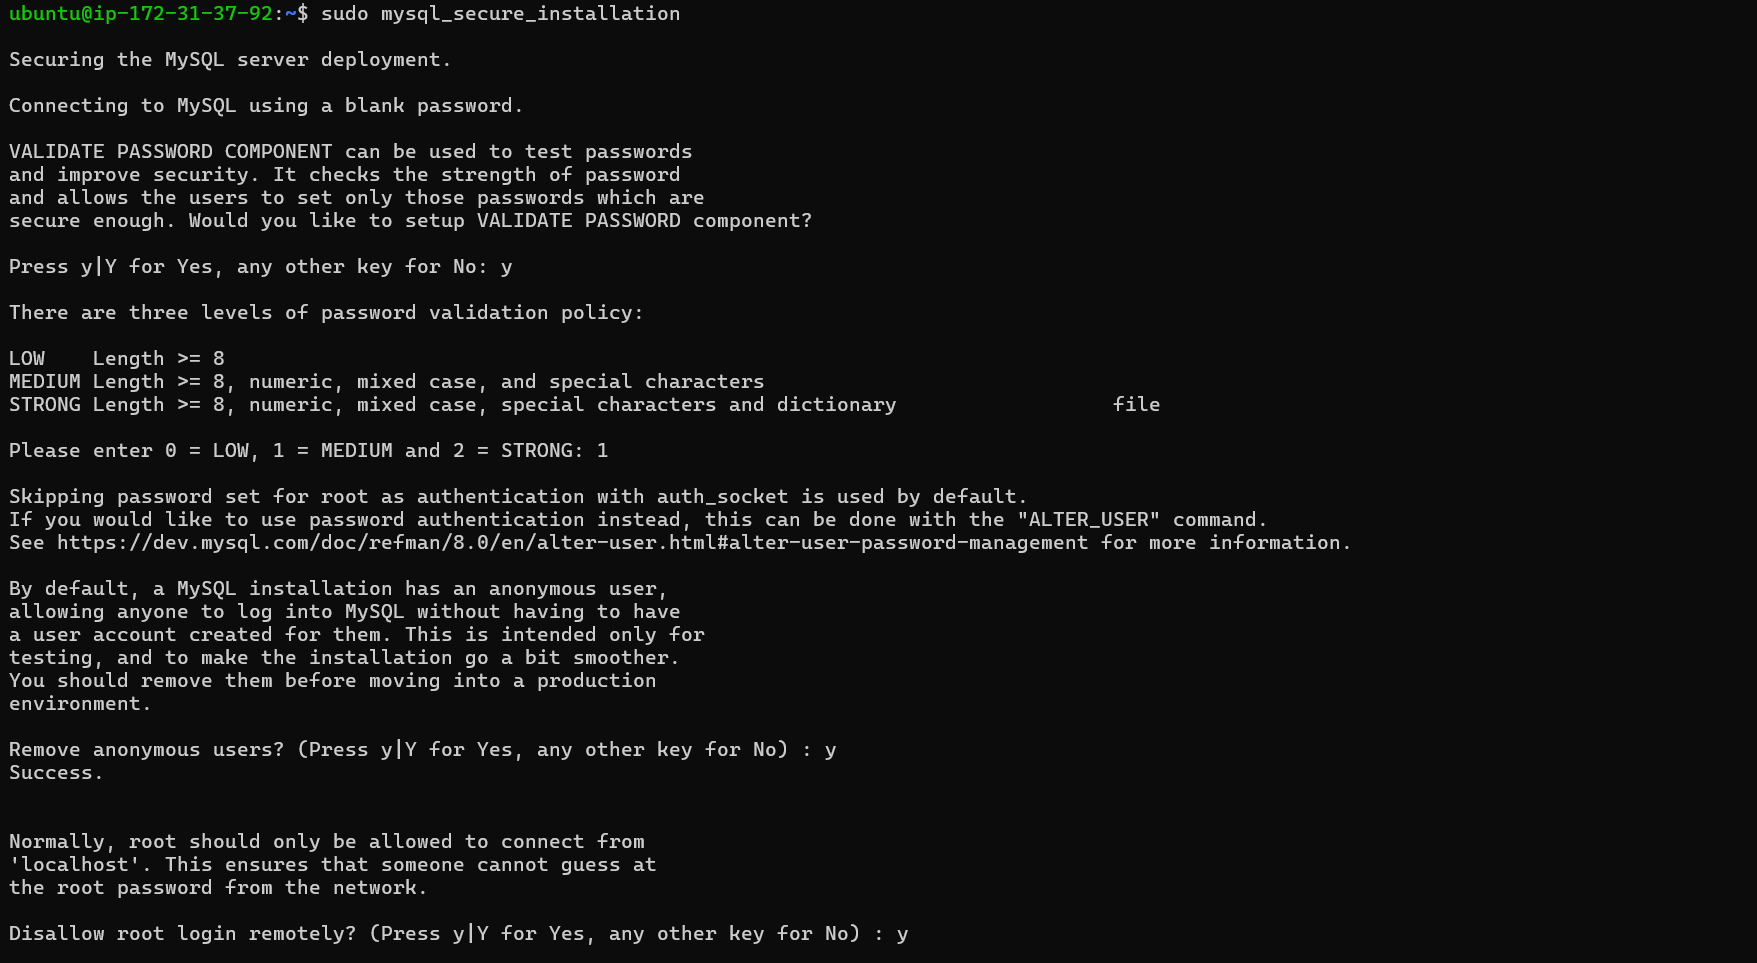 ubuntu@ip-172-31-37-92:~$ sudo mysql_secure_installation
Securing the MySQL server deployment.
Connecting to MySQL using a blank password.
VALIDATE PASSWORD COMPONENT can be used to test passwords
and improve security. It checks the strength of password
and allows the users to set only those passwords which are
secure enough. Would you like to setup VALIDATE PASSWORD component?
Press y|Y for Yes, any other key for No: y
There are three levels of password validation policy:
LOW    Length >= 8
MEDIUM Length >= 8, numeric, mixed case, and special characters
STRONG Length >= 8, numeric, mixed case, special characters and dictionary                  file
Please enter 0 = LOW, 1 = MEDIUM and 2 = STRONG: 1
Skipping password set for root as authentication with auth_socket is used by default.
If you would like to use password authentication instead, this can be done with the "ALTER_USER" command.
See https://dev.mysql.com/doc/refman/8.0/en/alter-user.html#alter-user-password-management for more information.
By default, a MySQL installation has an anonymous user,
allowing anyone to log into MySQL without having to have
a user account created for them. This is intended only for
testing, and to make the installation go a bit smoother.
You should remove them before moving into a production
environment.
Remove anonymous users? (Press y|Y for Yes, any other key for No) : y
Success.
Normally, root should only be allowed to connect from
'localhost'. This ensures that someone cannot guess at
the root password from the network.
Disallow root login remotely? (Press y|Y for Yes, any other key for No) : y